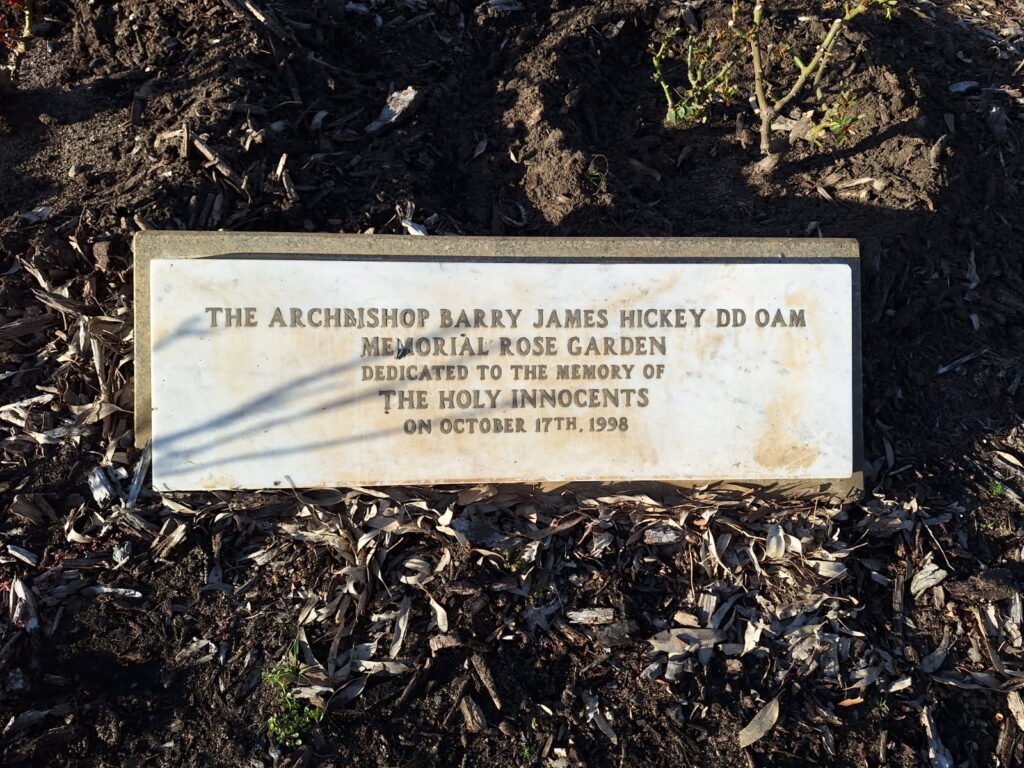 THE ARCHBISHOP BARRY JAMES HICKEY DD OAM
MEMORIAL ROSE GARDEN
DEDICATED TO THE MEMORY OF
THE HOLY INNOCENTS
ON OCTOBER 17TH, 1998